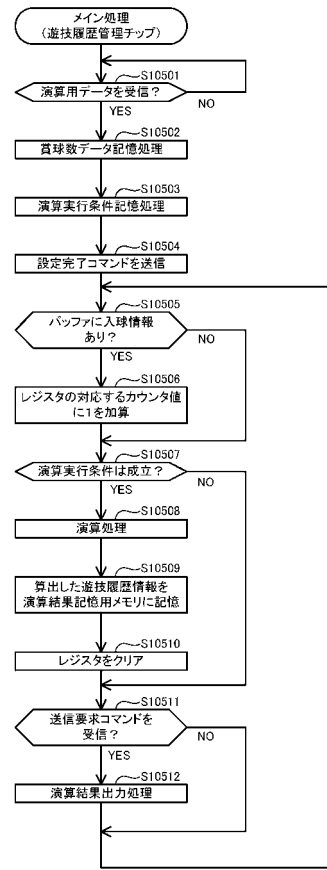 メイン処理
(遊技履歴管理チップ)
S10501
演算用データを受信?
NO
YES
S10502
賞球数データ記憶処理
S10503
演算実行条件記憶処理
S10504
設定完了コマンドを送信
S10505
バッファに入球情報
あり?
NO
YES
S10506
レジスタの対応するカウンタ値
に1を加算
S10507
演算実行条件は成立?
NO
YES
S10508
演算処理
S10509
算出した遊技履歴情報を
演算結果記憶用メモリに記憶
S10510
レジスタをクリア
S10511
送信要求コマンドを
受信?
NO
YES
S10512
演算結果出力処理